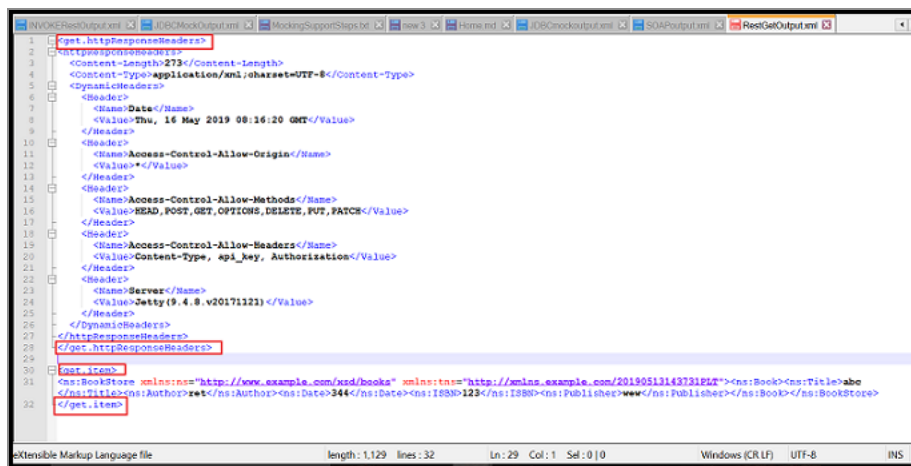 INVOKERestOutput.xml JDBCMockOutput.xml MockingSupportSteps.txt new 3 Home.md JDBCmockoutput.xml SOAPoutput.xml RestGetOutput.xml
1 <get.httpResponseHeaders>
2 <httpResponseHeaders>
3 <Content-Length>273</Content-Length>
4 <Content-Type>application/xml;charset=UTF-8</Content-Type>
5 <DynamicHeaders>
6 <Header>
7 <Name>Date</Name>
8 <Value>Thu, 16 May 2019 08:16:20 GMT</Value>
9 </Header>
10 <Header>
11 <Name>Access-Control-Allow-Origin</Name>
12 <Value>*</Value>
13 </Header>
14 <Header>
15 <Name>Access-Control-Allow-Methods</Name>
16 <Value>HEAD,POST,GET,OPTIONS,DELETE,PUT,PATCH</Value>
17 </Header>
18 <Header>
19 <Name>Access-Control-Allow-Headers</Name>
20 <Value>Content-Type, api_key, Authorization</Value>
21 </Header>
22 <Header>
23 <Name>Server</Name>
24 <Value>Jetty(9.4.8.v20171121)</Value>
25 </Header>
26 </DynamicHeaders>
27 </httpResponseHeaders>
28 </get.httpResponseHeaders>
29
30 <get.item>
31 <ns:BookStore xmlns:ns="http://www.example.com/xsd/books" xmlns:tns="http://xmlns.example.com/20190513143731PLT"><ns:Book><ns:Title>abc
</ns:Title><ns:Author>ret</ns:Author><ns:Date>344</ns:Date><ns:ISBN>123</ns:ISBN><ns:Publisher>wew</ns:Publisher></ns:Book></ns:BookStore>
32 </get.item>
eXtensible Markup Language file length : 1,129 lines : 32 Ln : 29 Col : 1 Sel : 0 | 0 Windows (CR LF) UTF-8 INS